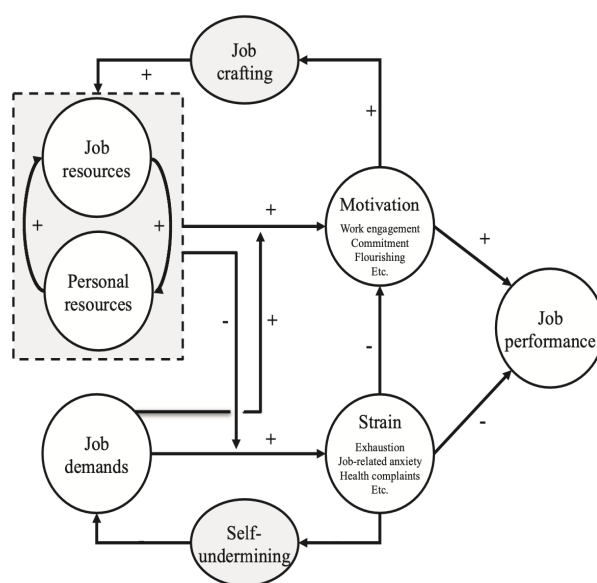 Job
crafting
+
+
Job
resources
+
+
Personal
resources
+
Motivation
Work engagement
Commitment
Flourishing
Etc.
+
-
+
-
Job
performance
Job
demands
+
Strain
Exhaustion
Job-related anxiety
Health complaints
Etc.
-
Self-
undermining